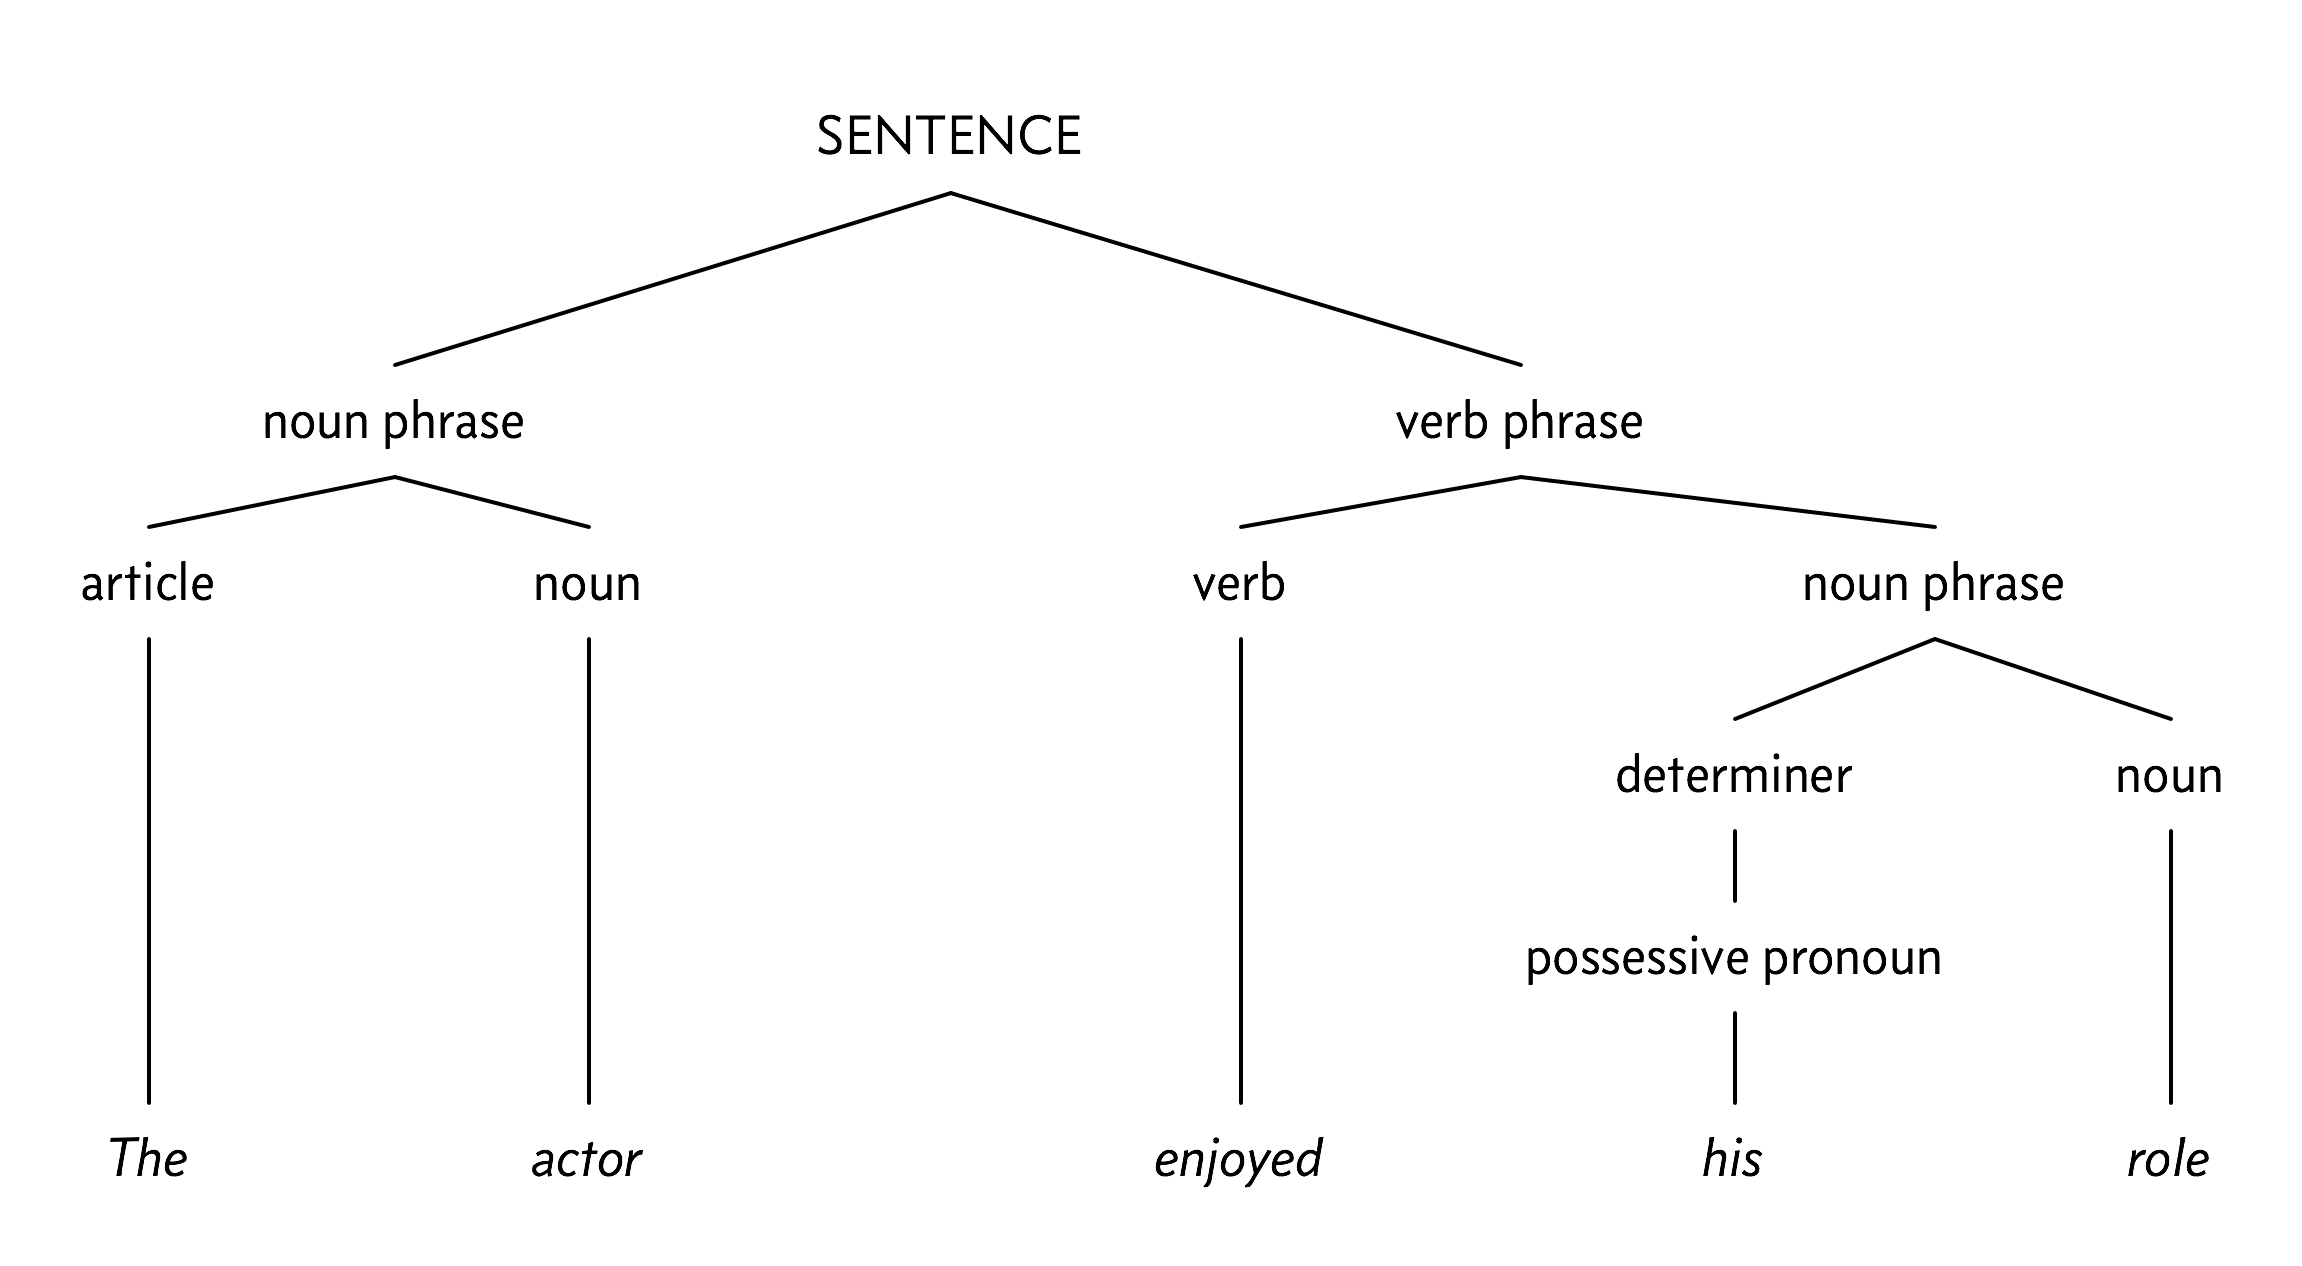 SENTENCE
noun phrase verb phrase
article noun verb noun phrase
determiner noun
possessive pronoun
The actor enjoyed his role